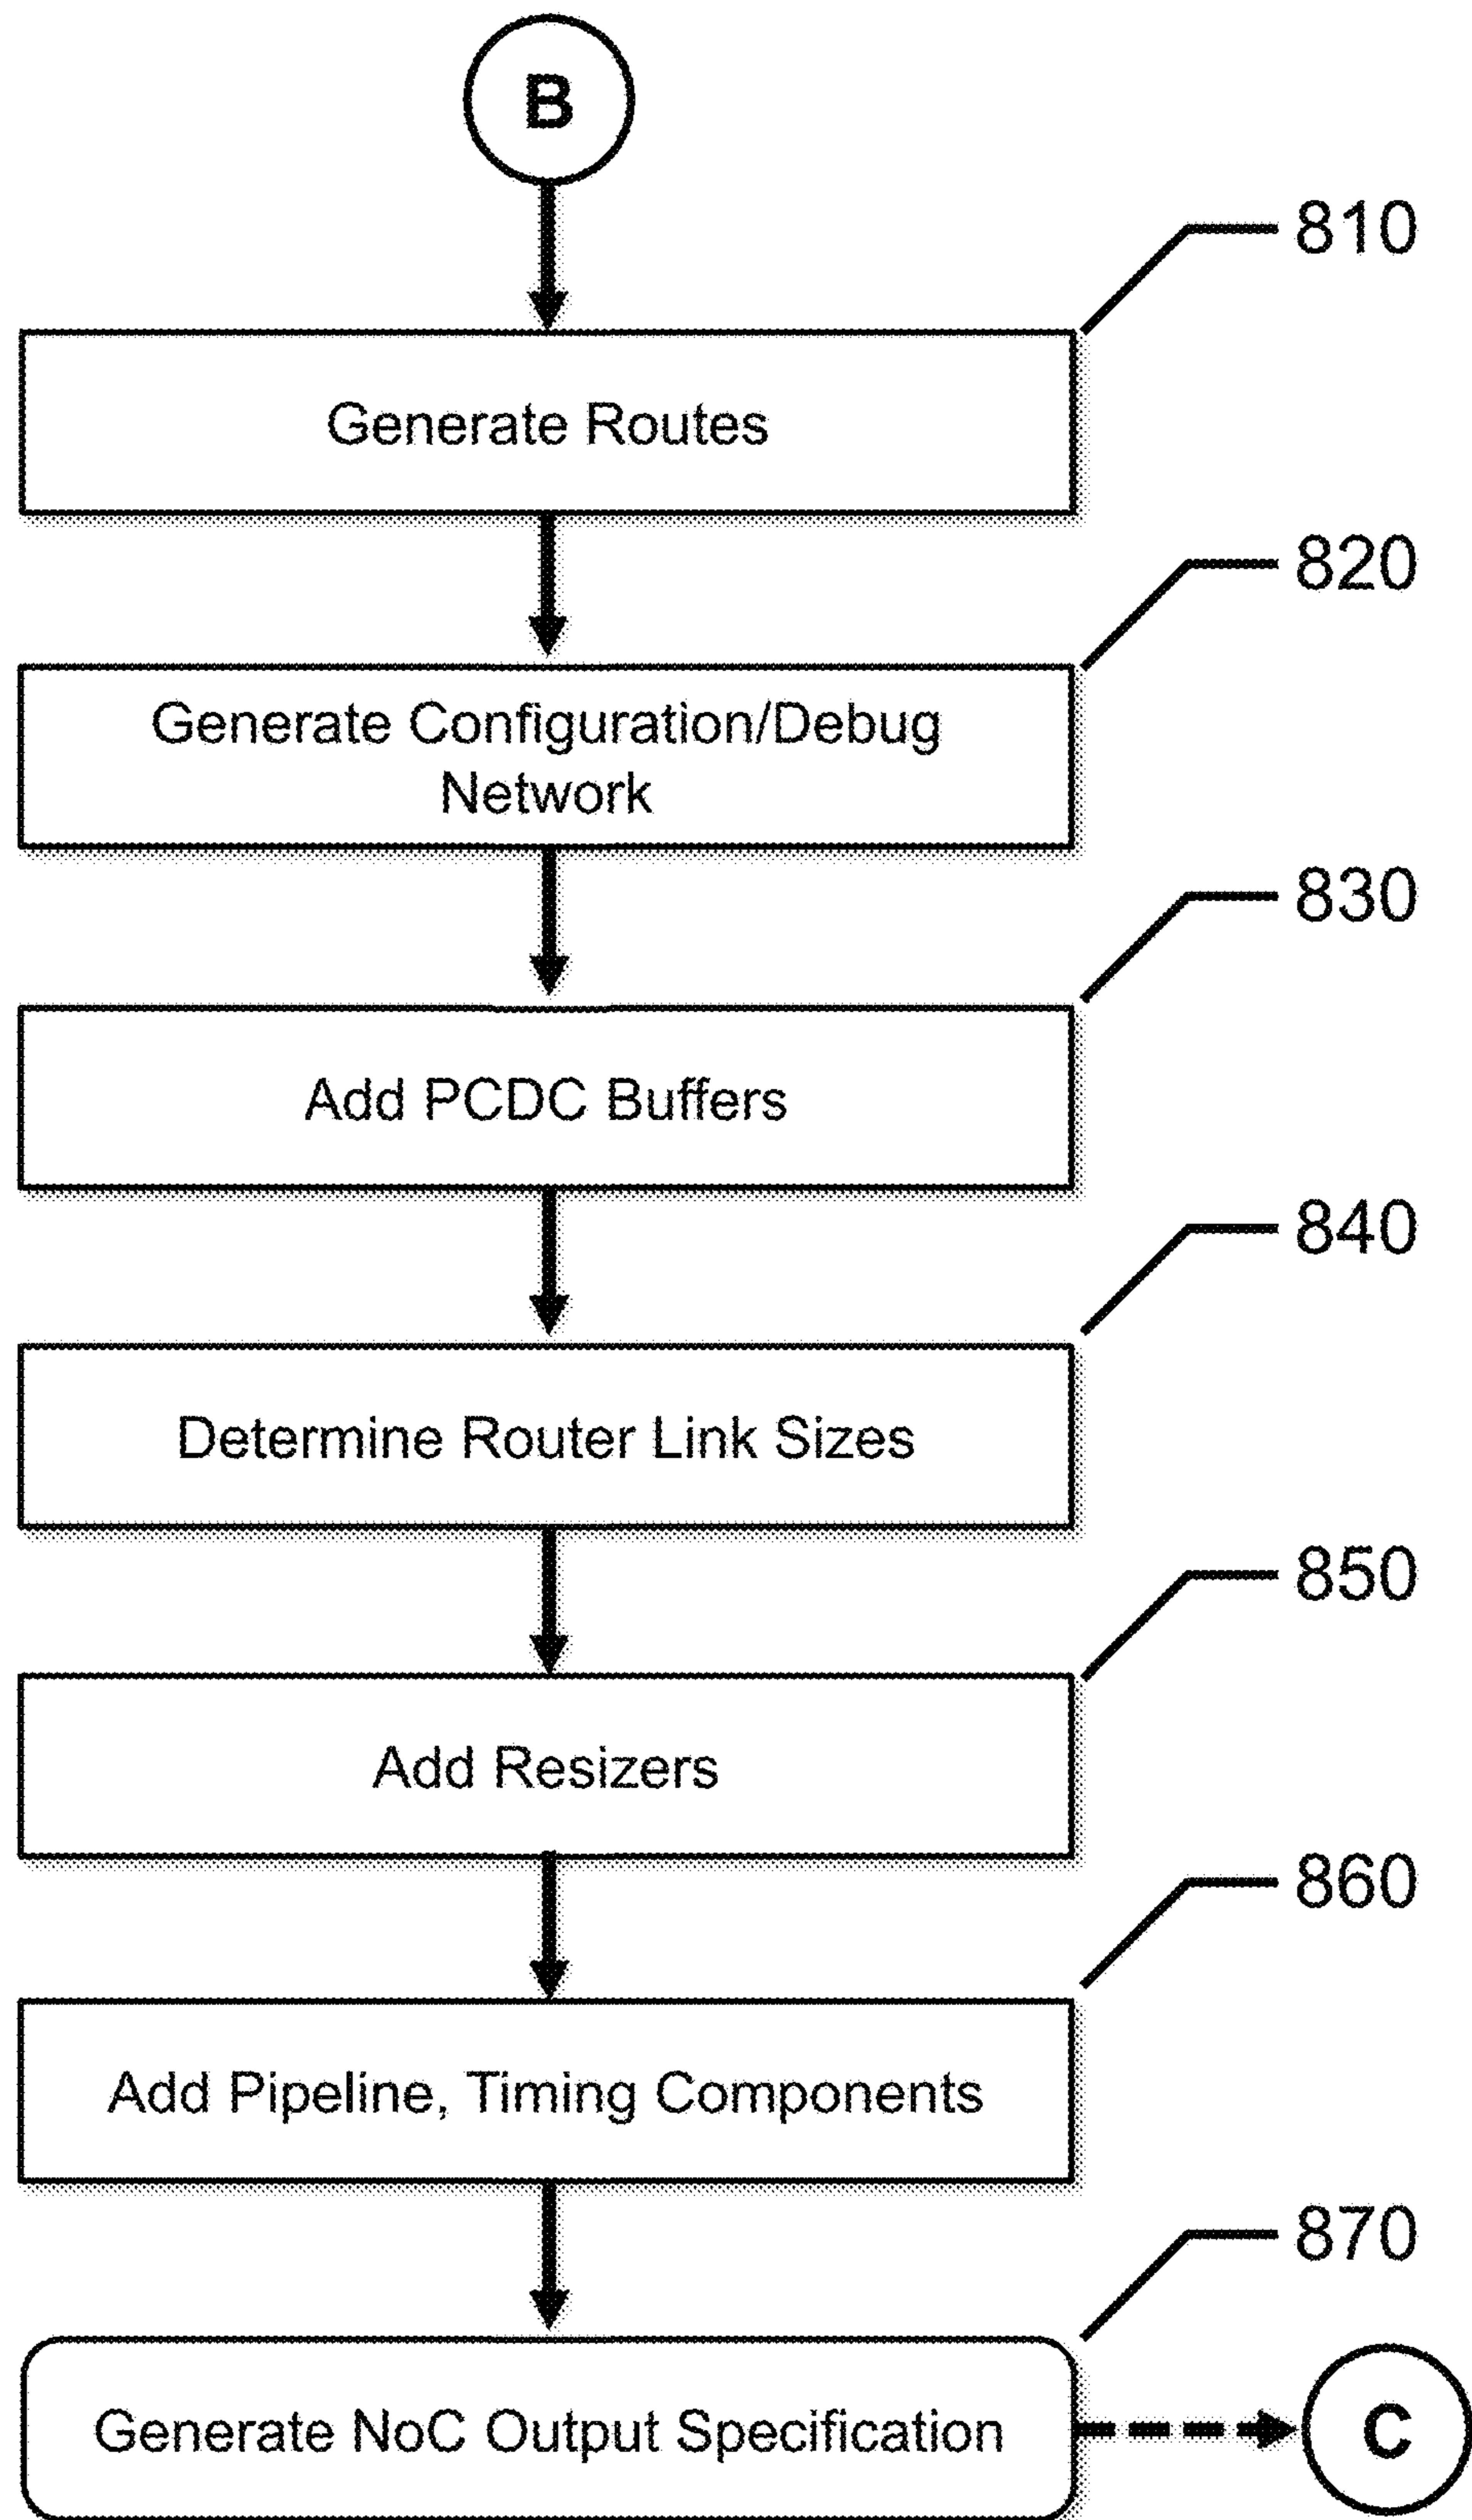 B
810
Generate Routes
820
Generate Configuration/Debug
Network
830
Add PCDC Buffers
840
Determine Router Link Sizes
850
Add Resizers
860
Add Pipeline, Timing Components
870
Generate NoC Output Specification
C